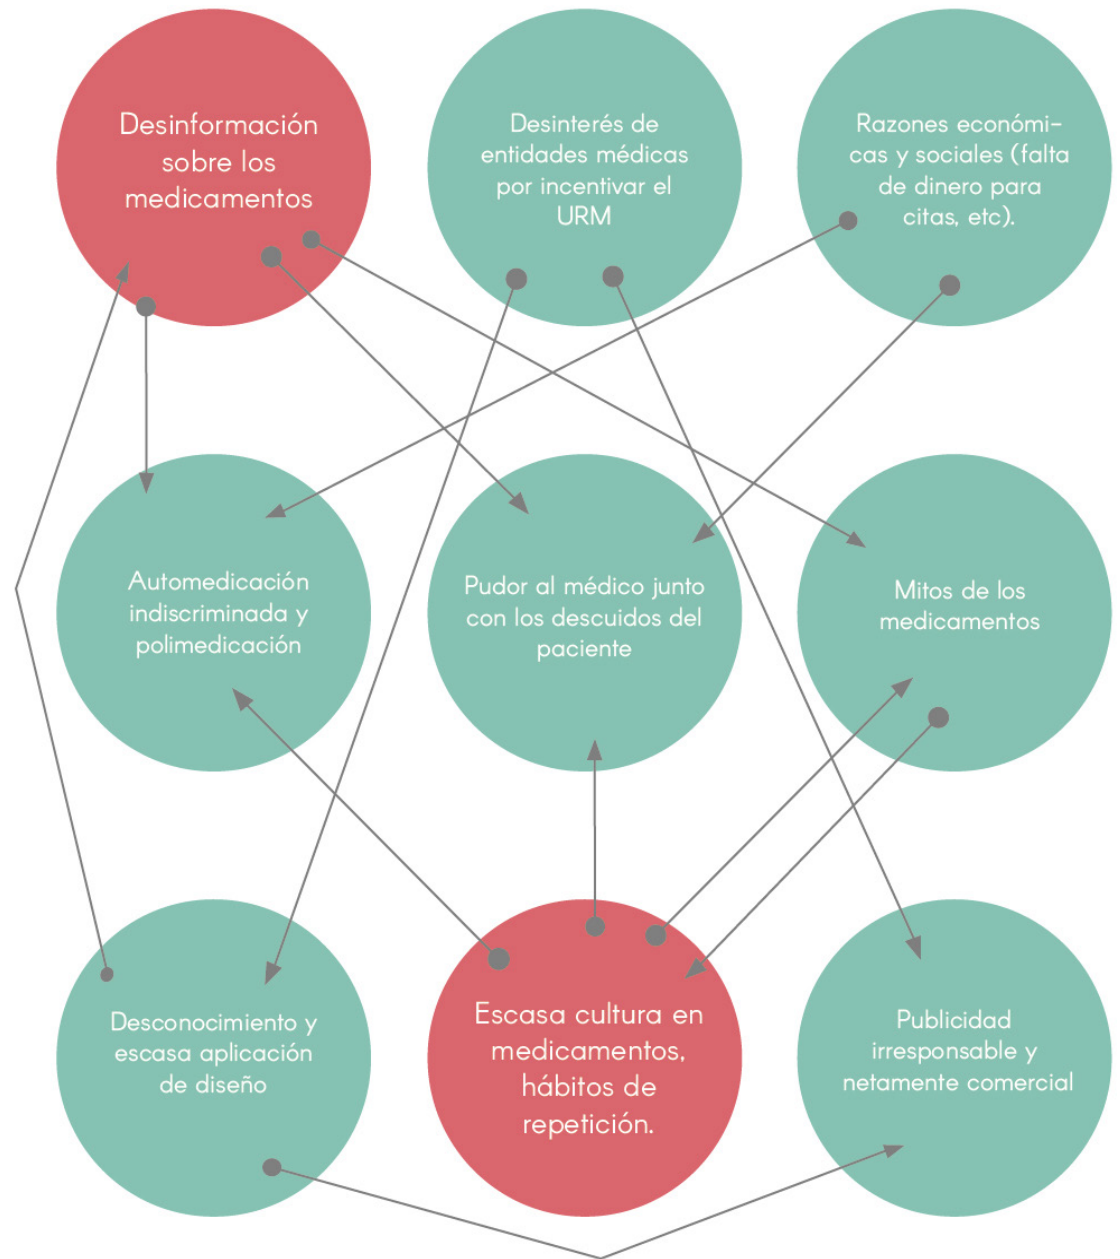 Desinformación
sobre los
medicamentos
Desinterés de
entidades médicas
por incentivar el
URM
Razones económi-
cas y sociales (falta
de dinero para
citas, etc).
Automedicación
indiscriminada y
polimedicación
Pudor al médico junto
con los descuidos del
paciente
Mitos de los
medicamentos
Desconocimiento y
escasa aplicación
de diseño
Escasa cultura en
medicamentos,
hábitos de
repetición.
Publicidad
irresponsable y
netamente comercial